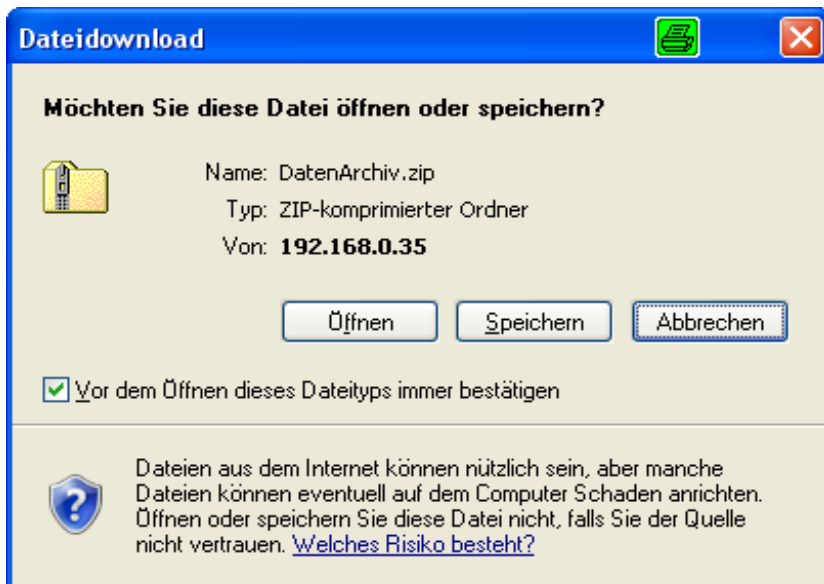 Dateidownload
Möchten Sie diese Datei öffnen oder speichern?
Name: DatenArchiv.zip
Typ: ZIP-komprimierter Ordner
Von: 192.168.0.35
Öffnen Speichern Abbrechen
Vor dem Öffnen dieses Dateityps immer bestätigen
Dateien aus dem Internet können nützlich sein, aber manche
Dateien können eventuell auf dem Computer Schaden anrichten.
Öffnen oder speichern Sie diese Datei nicht, falls Sie der Quelle
nicht vertrauen. Welches Risiko besteht?